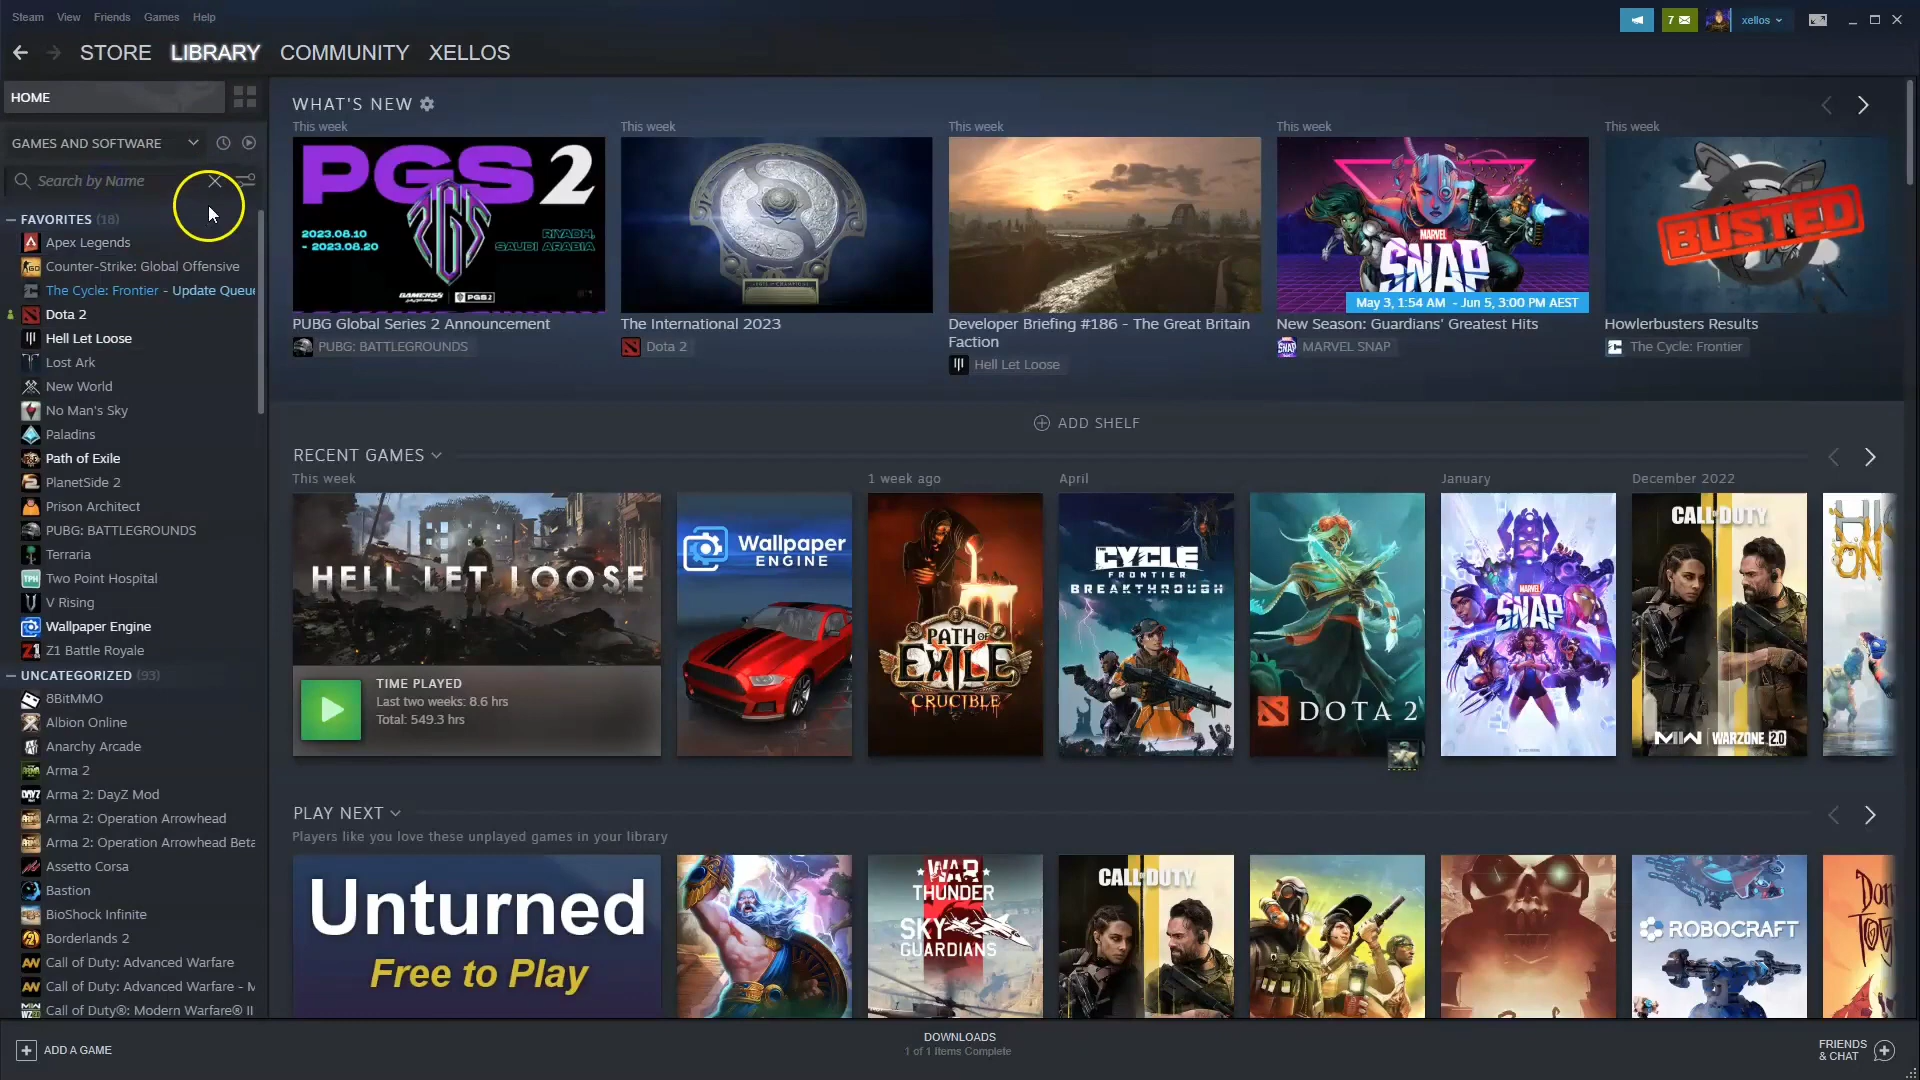 Steam View Friends Games Help
7
xellos
STORE LIBRARY COMMUNITY XELLOS
HOME
GAMES AND SOFTWARE
Search by Name
FAVORITES (18)
Apex Legends
Counter-Strike: Global Offensive
The Cycle: Frontier - Update Queue
Dota 2
Hell Let Loose
Lost Ark
New World
No Man's Sky
Paladins
Path of Exile
PlanetSide 2
Prison Architect
PUBG: BATTLEGROUNDS
Terraria
Two Point Hospital
V Rising
Wallpaper Engine
Z1 Battle Royale
UNCATEGORIZED (93)
8BitMMO
Albion Online
Anarchy Arcade
Arma 2
Arma 2: DayZ Mod
Arma 2: Operation Arrowhead
Arma 2: Operation Arrowhead Beta
Assetto Corsa
Bastion
BioShock Infinite
Borderlands 2
Call of Duty: Advanced Warfare
Call of Duty: Advanced Warfare - M
Call of Duty®: Modern Warfare® II
WHAT'S NEW
This week
PGS 2
2023.08.10
- 2023.08.20
RIYADH,
SAUDI ARABIA
GAMERS8 PGS2
PUBG Global Series 2 Announcement
PUBG: BATTLEGROUNDS
This week
The International 2023
Dota 2
This week
Developer Briefing #186 - The Great Britain
Faction
Hell Let Loose
This week
MARVEL
SNAP
May 3, 1:54 AM - Jun 5, 3:00 PM AEST
New Season: Guardians' Greatest Hits
MARVEL SNAP
This week
BUSTED
Howlerbusters Results
The Cycle: Frontier
ADD SHELF
RECENT GAMES
This week
1 week ago
April
January
December 2022
HELL LET LOOSE
TIME PLAYED
Last two weeks: 8.6 hrs
Total: 549.3 hrs
Wallpaper
ENGINE
PATH OF
EXILE
CRUCIBLE
CYCLE
FRONTIER
BREAKTHROUGH
DOTA 2
MARVEL
SNAP
CALL OF DUTY
MW WARZONE 2.0
PLAY NEXT
Players like you love these unplayed games in your library
Unturned
Free to Play
WAR
THUNDER
SKY
GUARDIANS
CALL OF DUTY
ROBOCRAFT
ADD A GAME
DOWNLOADS
1 of 1 Items Complete
FRIENDS
& CHAT